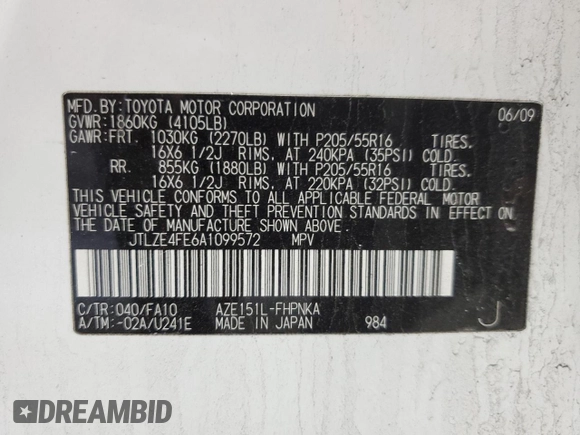 MFD.BY:TOYOTA MOTOR CORPORATION 06/09
GVWR:1860KG (4105LB)
GAWR:FRT. 1030KG (2270LB) WITH P205/55R16 TIRES.
16X6 1/2J RIMS, AT 240KPA (35PSI) COLD.
RR. 855KG (1880LB) WITH P205/55R16 TIRES.
16X6 1/2J RIMS, AT 220KPA (32PSI) COLD.
THIS VEHICLE CONFORMS TO ALL APPLICABLE FEDERAL MOTOR
VEHICLE SAFETY AND THEFT PREVENTION STANDARDS IN EFFECT ON
THE DATE OF MANUFACTURE SHOWN ABOVE.
JTLZE4FE6A1099572 MPV
C/TR:040/FA10 AZE151L-FHPNKA J
A/TM:-02A/U241E MADE IN JAPAN 984
DREAMBID